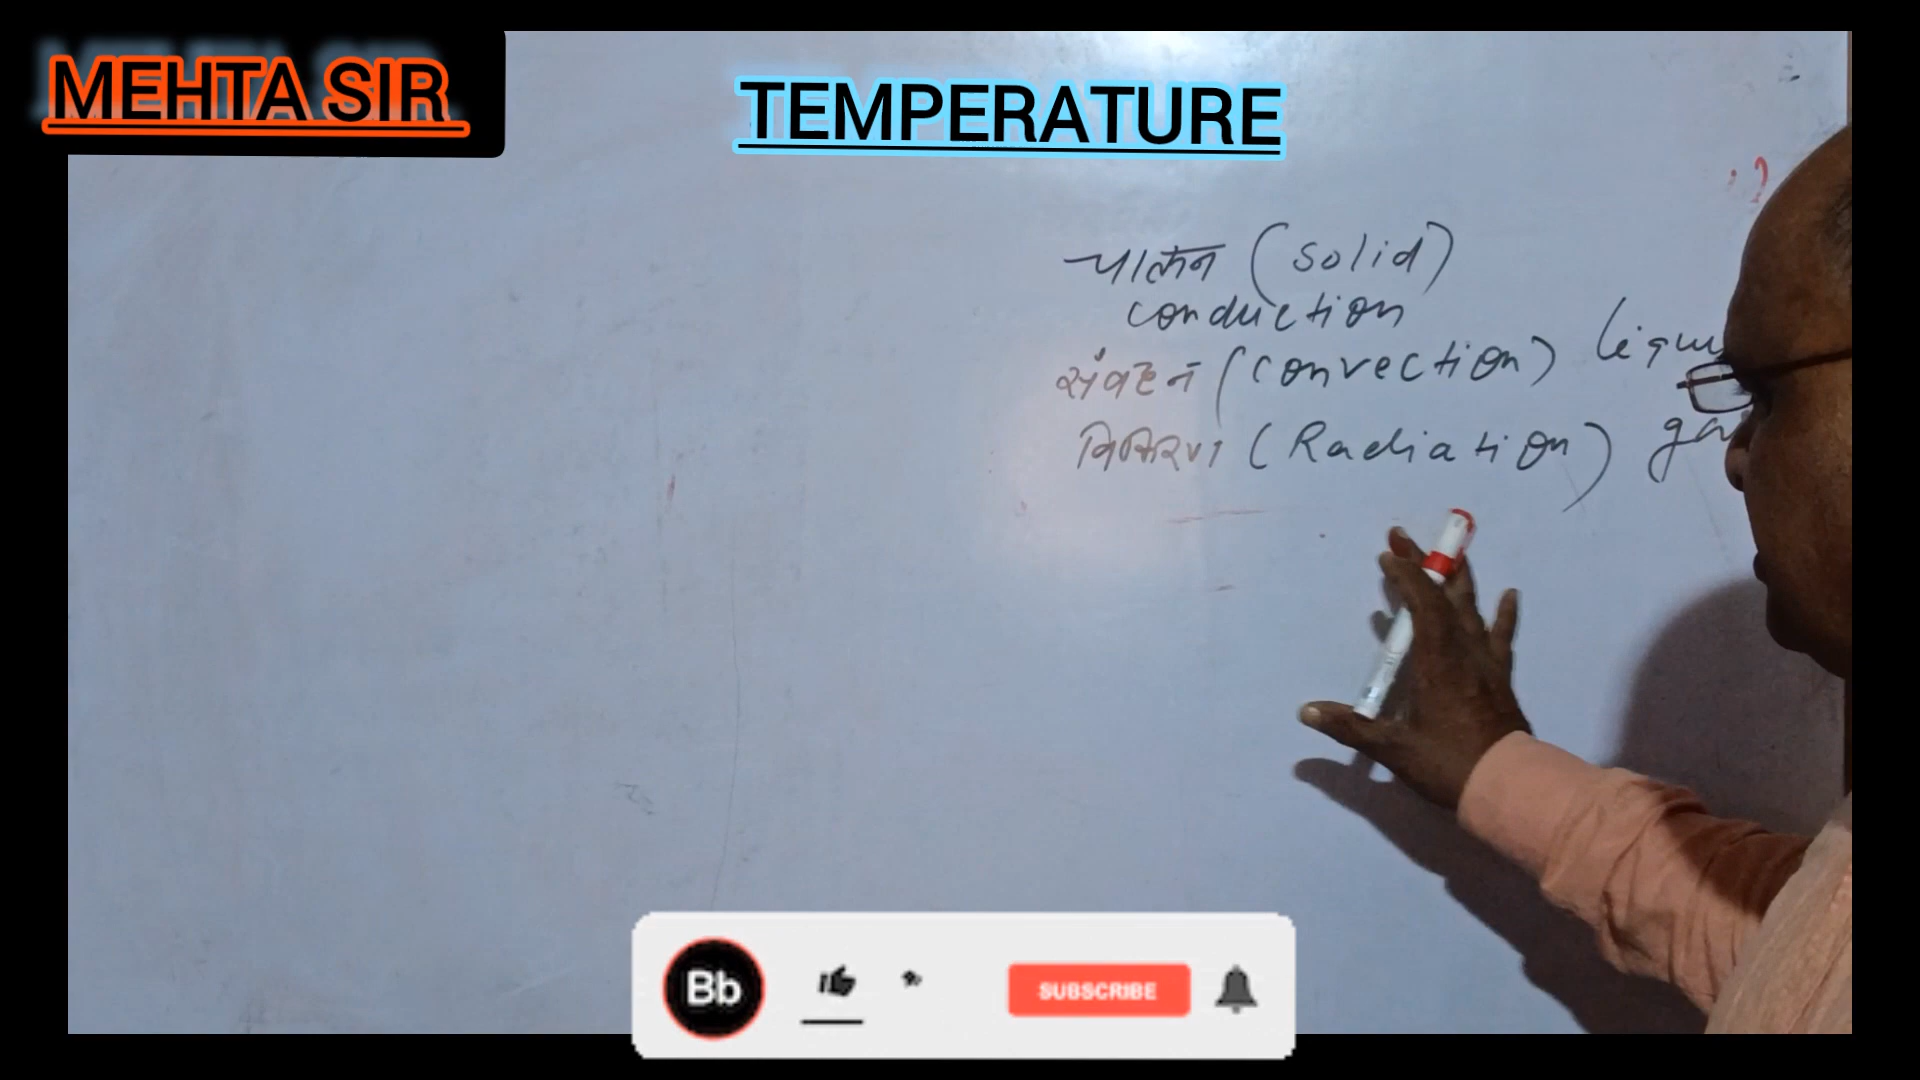 MEHTA SIR
TEMPERATURE
चालन (solid)
conduction
संवहन (convection)
विकिरण (Radiation)
Bb
SUBSCRIBE